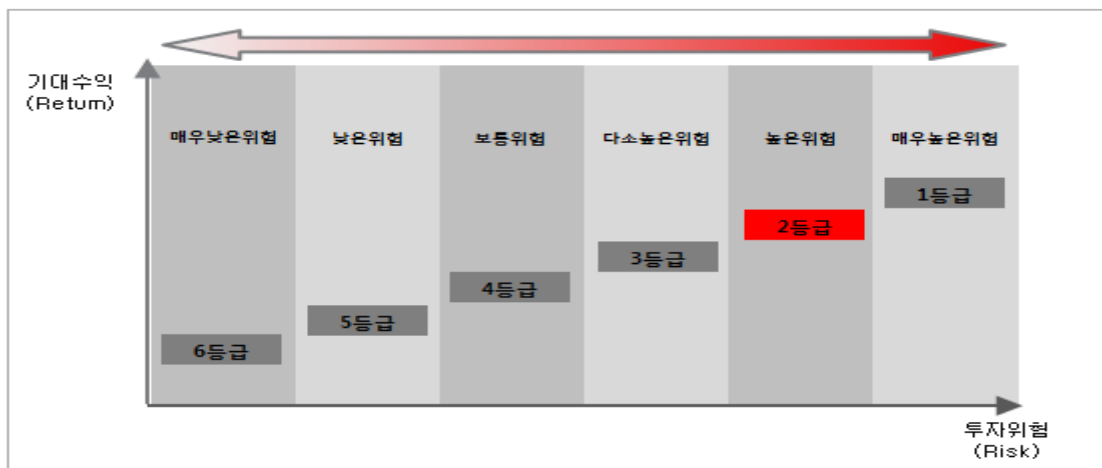 기대수익
(Retum)
매우낮은위험 낮은위험 보통위험 다소높은위험 높은위험 매우높은위험
1등급
2등급
3등급
4등급
5등급
6등급
투자위험
(Risk)